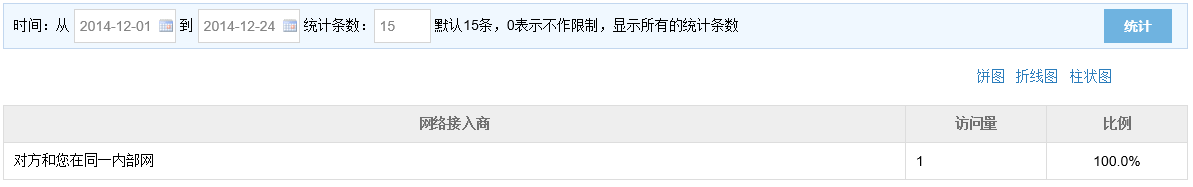 时间：从 2014-12-01 到 2014-12-24 统计条数： 15 默认15条，0表示不作限制，显示所有的统计条数 统计
饼图 折线图 柱状图
网络接入商 访问量 比例
对方和您在同一内部网 1 100.0%